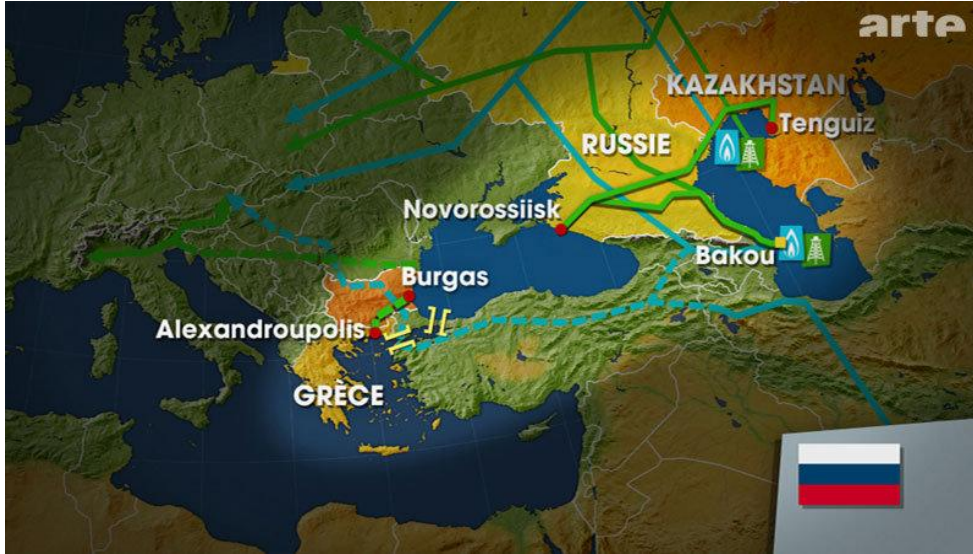 arte
KAZAKHSTAN
Tenguiz
RUSSIE
Novorossiisk
Bakou
Burgas
Alexandroupolis
GRÈCE